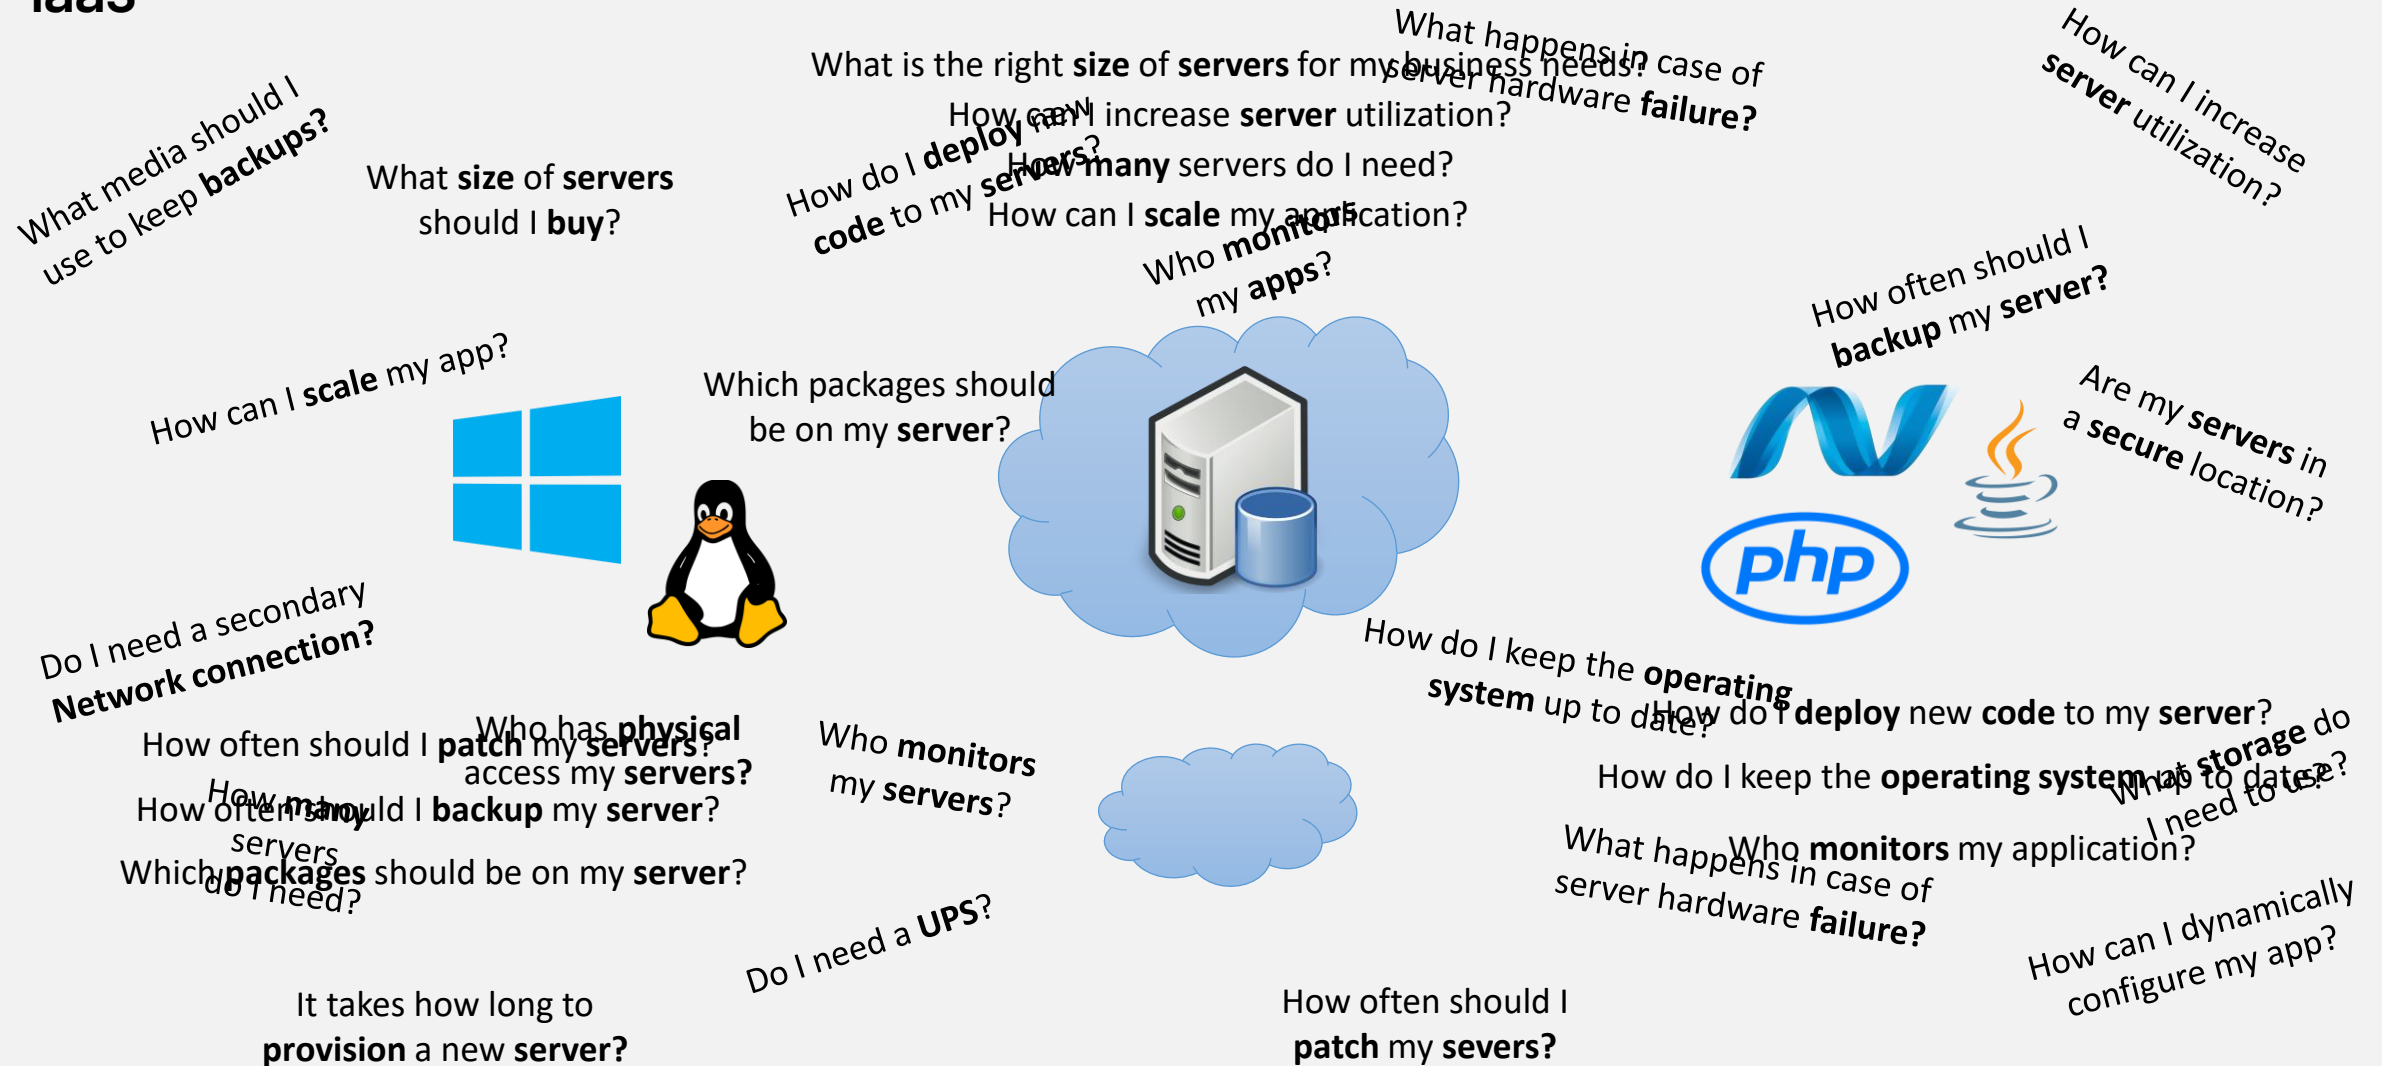 IaaS
What media should I
use to keep backups?
What size of servers
should I buy?
What is the right size of servers for my business needs?
How can I increase server utilization?
How many servers do I need?
How can I scale my application?
What happens in case of
server hardware failure?
How do I deploy new
code to my servers?
Who monitors
my apps?
How can I increase
server utilization?
How often should I
backup my server?
How can I scale my app?
Which packages should
be on my server?
Are my servers in
a secure location?
php
Do I need a secondary
Network connection?
How do I keep the operating
system up to date?
Who has physical
access my servers?
How often should I patch my servers?
How often should I backup my server?
Which packages should be on my server?
How many
servers
do I need?
Who monitors
my servers?
How do I deploy new code to my server?
How do I keep the operating system up to date?
Who monitors my application?
What storage do
I need to use?
What happens in case of
server hardware failure?
Do I need a UPS?
How can I dynamically
configure my app?
It takes how long to
provision a new server?
How often should I
patch my severs?